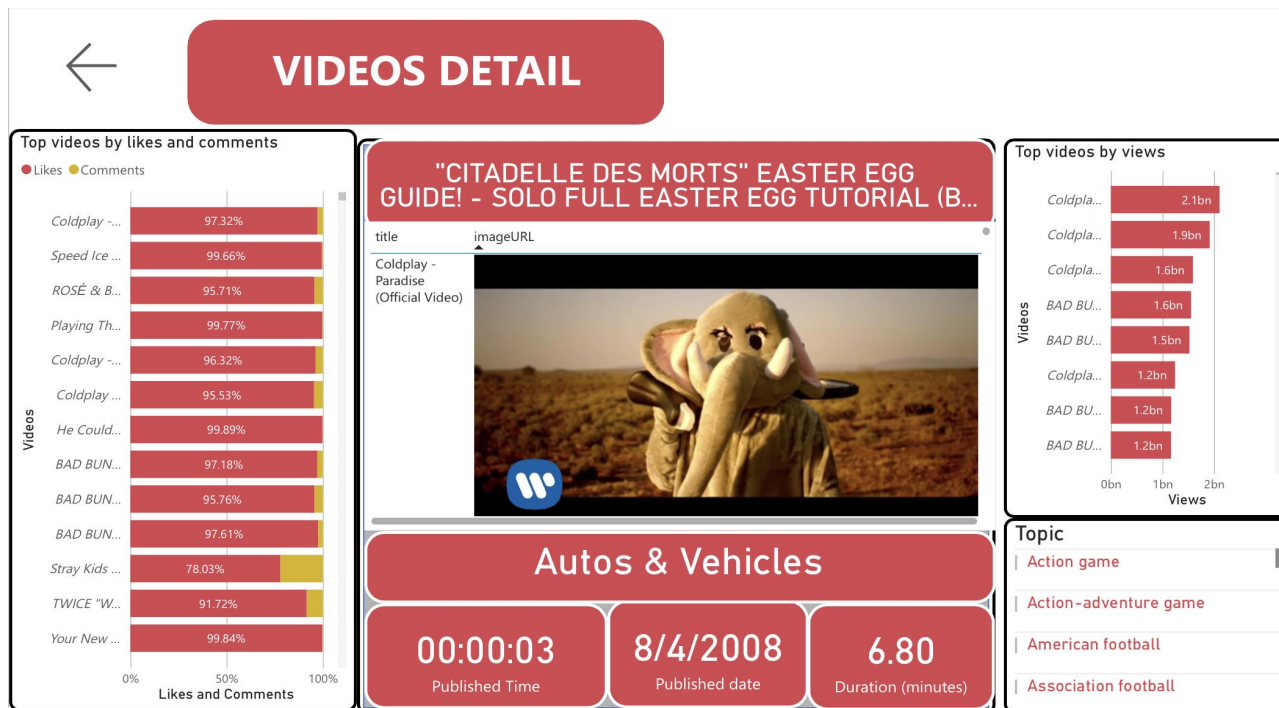 VIDEOS DETAIL
Top videos by likes and comments
Likes Comments
Coldplay -...
97.32%
Speed Ice ...
99.66%
ROSÉ & B...
95.71%
Playing Th...
99.77%
Coldplay -...
96.32%
Coldplay ...
95.53%
He Could...
99.89%
BAD BUN...
97.18%
BAD BUN...
95.76%
BAD BUN...
97.61%
Stray Kids ...
78.03%
TWICE "W...
91.72%
Your New ...
99.84%
Videos
0% 50% 100%
Likes and Comments
"CITADELLE DES MORTS" EASTER EGG
GUIDE! - SOLO FULL EASTER EGG TUTORIAL (B...
title imageURL
Coldplay -
Paradise
(Official Video)
Autos & Vehicles
00:00:03
Published Time
8/4/2008
Published date
6.80
Duration (minutes)
Top videos by views
Coldpla...
2.1bn
Coldpla...
1.9bn
Coldpla...
1.6bn
BAD BU...
1.6bn
BAD BU...
1.5bn
Coldpla...
1.2bn
BAD BU...
1.2bn
BAD BU...
1.2bn
Videos
0bn 1bn 2bn
Views
Topic
Action game
Action-adventure game
American football
Association football